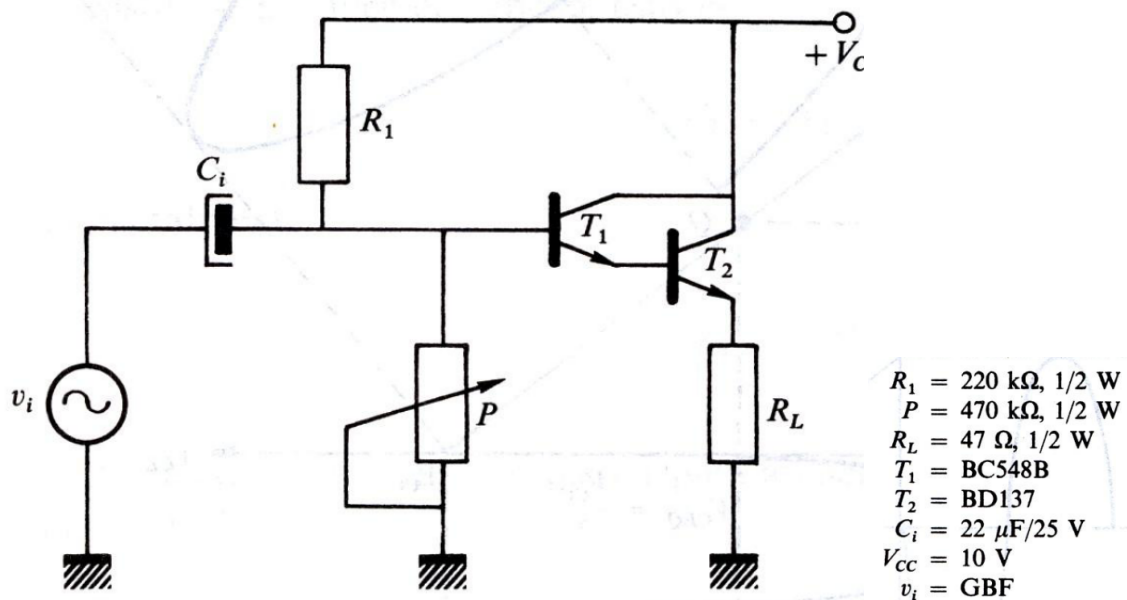 + V_C
R_1
C_i
T_1
T_2
v_i
P
R_L
R_1 = 220 kΩ, 1/2 W
P = 470 kΩ, 1/2 W
R_L = 47 Ω, 1/2 W
T_1 = BC548B
T_2 = BD137
C_i = 22 μF/25 V
V_CC = 10 V
v_i = GBF